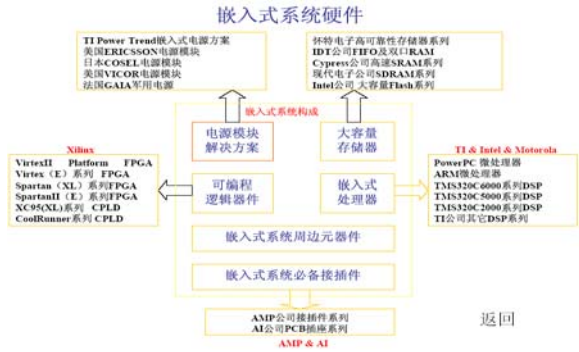 嵌入式系统硬件
TI Power Trend嵌入式电源方案
美国ERICSSON电源模块
日本COSEL电源模块
美国VICOR电源模块
法国GAIA军用电源
怀特电子高可靠性存储器系列
IDT公司FIFO及双口RAM
Cypress公司高速SRAM系列
现代电子公司SDRAM系列
Intel公司 大容量Flash系列
嵌入式系统构成
电源模块
解决方案
大容量
存储器
Xilinx
VirtexII Platform FPGA
Virtex（E）系列FPGA
Spartan（XL）系列FPGA
SpartanII（E）系列FPGA
XC95(XL)系列 CPLD
CoolRunner系列 CPLD
可编程
逻辑器件
嵌入式
处理器
TI & Intel & Motorola
PowerPC 微处理器
ARM微处理器
TMS320C6000系列DSP
TMS320C5000系列DSP
TMS320C2000系列DSP
TI公司其它DSP系列
嵌入式系统周边元器件
嵌入式系统必备接插件
AMP公司接插件系列
AI公司PCB插座系列
AMP & AI
返回